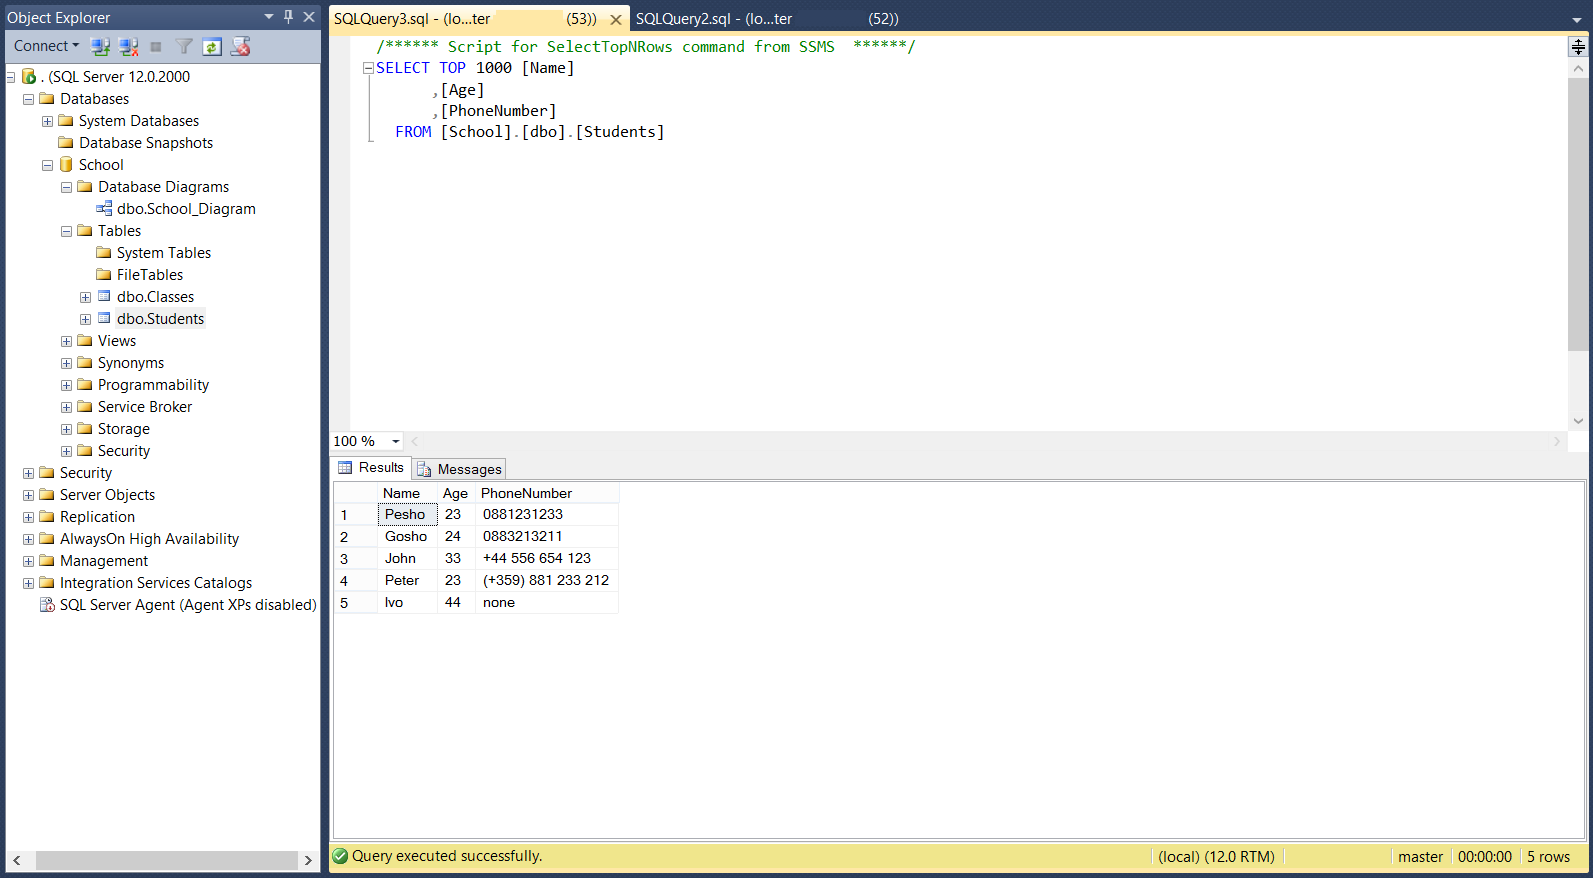 Object Explorer
Connect
. (SQL Server 12.0.2000
Databases
System Databases
Database Snapshots
School
Database Diagrams
dbo.School_Diagram
Tables
System Tables
FileTables
dbo.Classes
dbo.Students
Views
Synonyms
Programmability
Service Broker
Storage
Security
Security
Server Objects
Replication
AlwaysOn High Availability
Management
Integration Services Catalogs
SQL Server Agent (Agent XPs disabled)
SQLQuery3.sql - (lo...ter (53)) SQLQuery2.sql - (lo...ter (52))
/****** Script for SelectTopNRows command from SSMS ******/
SELECT TOP 1000 [Name]
,[Age]
,[PhoneNumber]
FROM [School].[dbo].[Students]
100 %
Results Messages
Name Age PhoneNumber
1 Pesho 23 0881231233
2 Gosho 24 0883213211
3 John 33 +44 556 654 123
4 Peter 23 (+359) 881 233 212
5 Ivo 44 none
Query executed successfully. (local) (12.0 RTM) master 00:00:00 5 rows